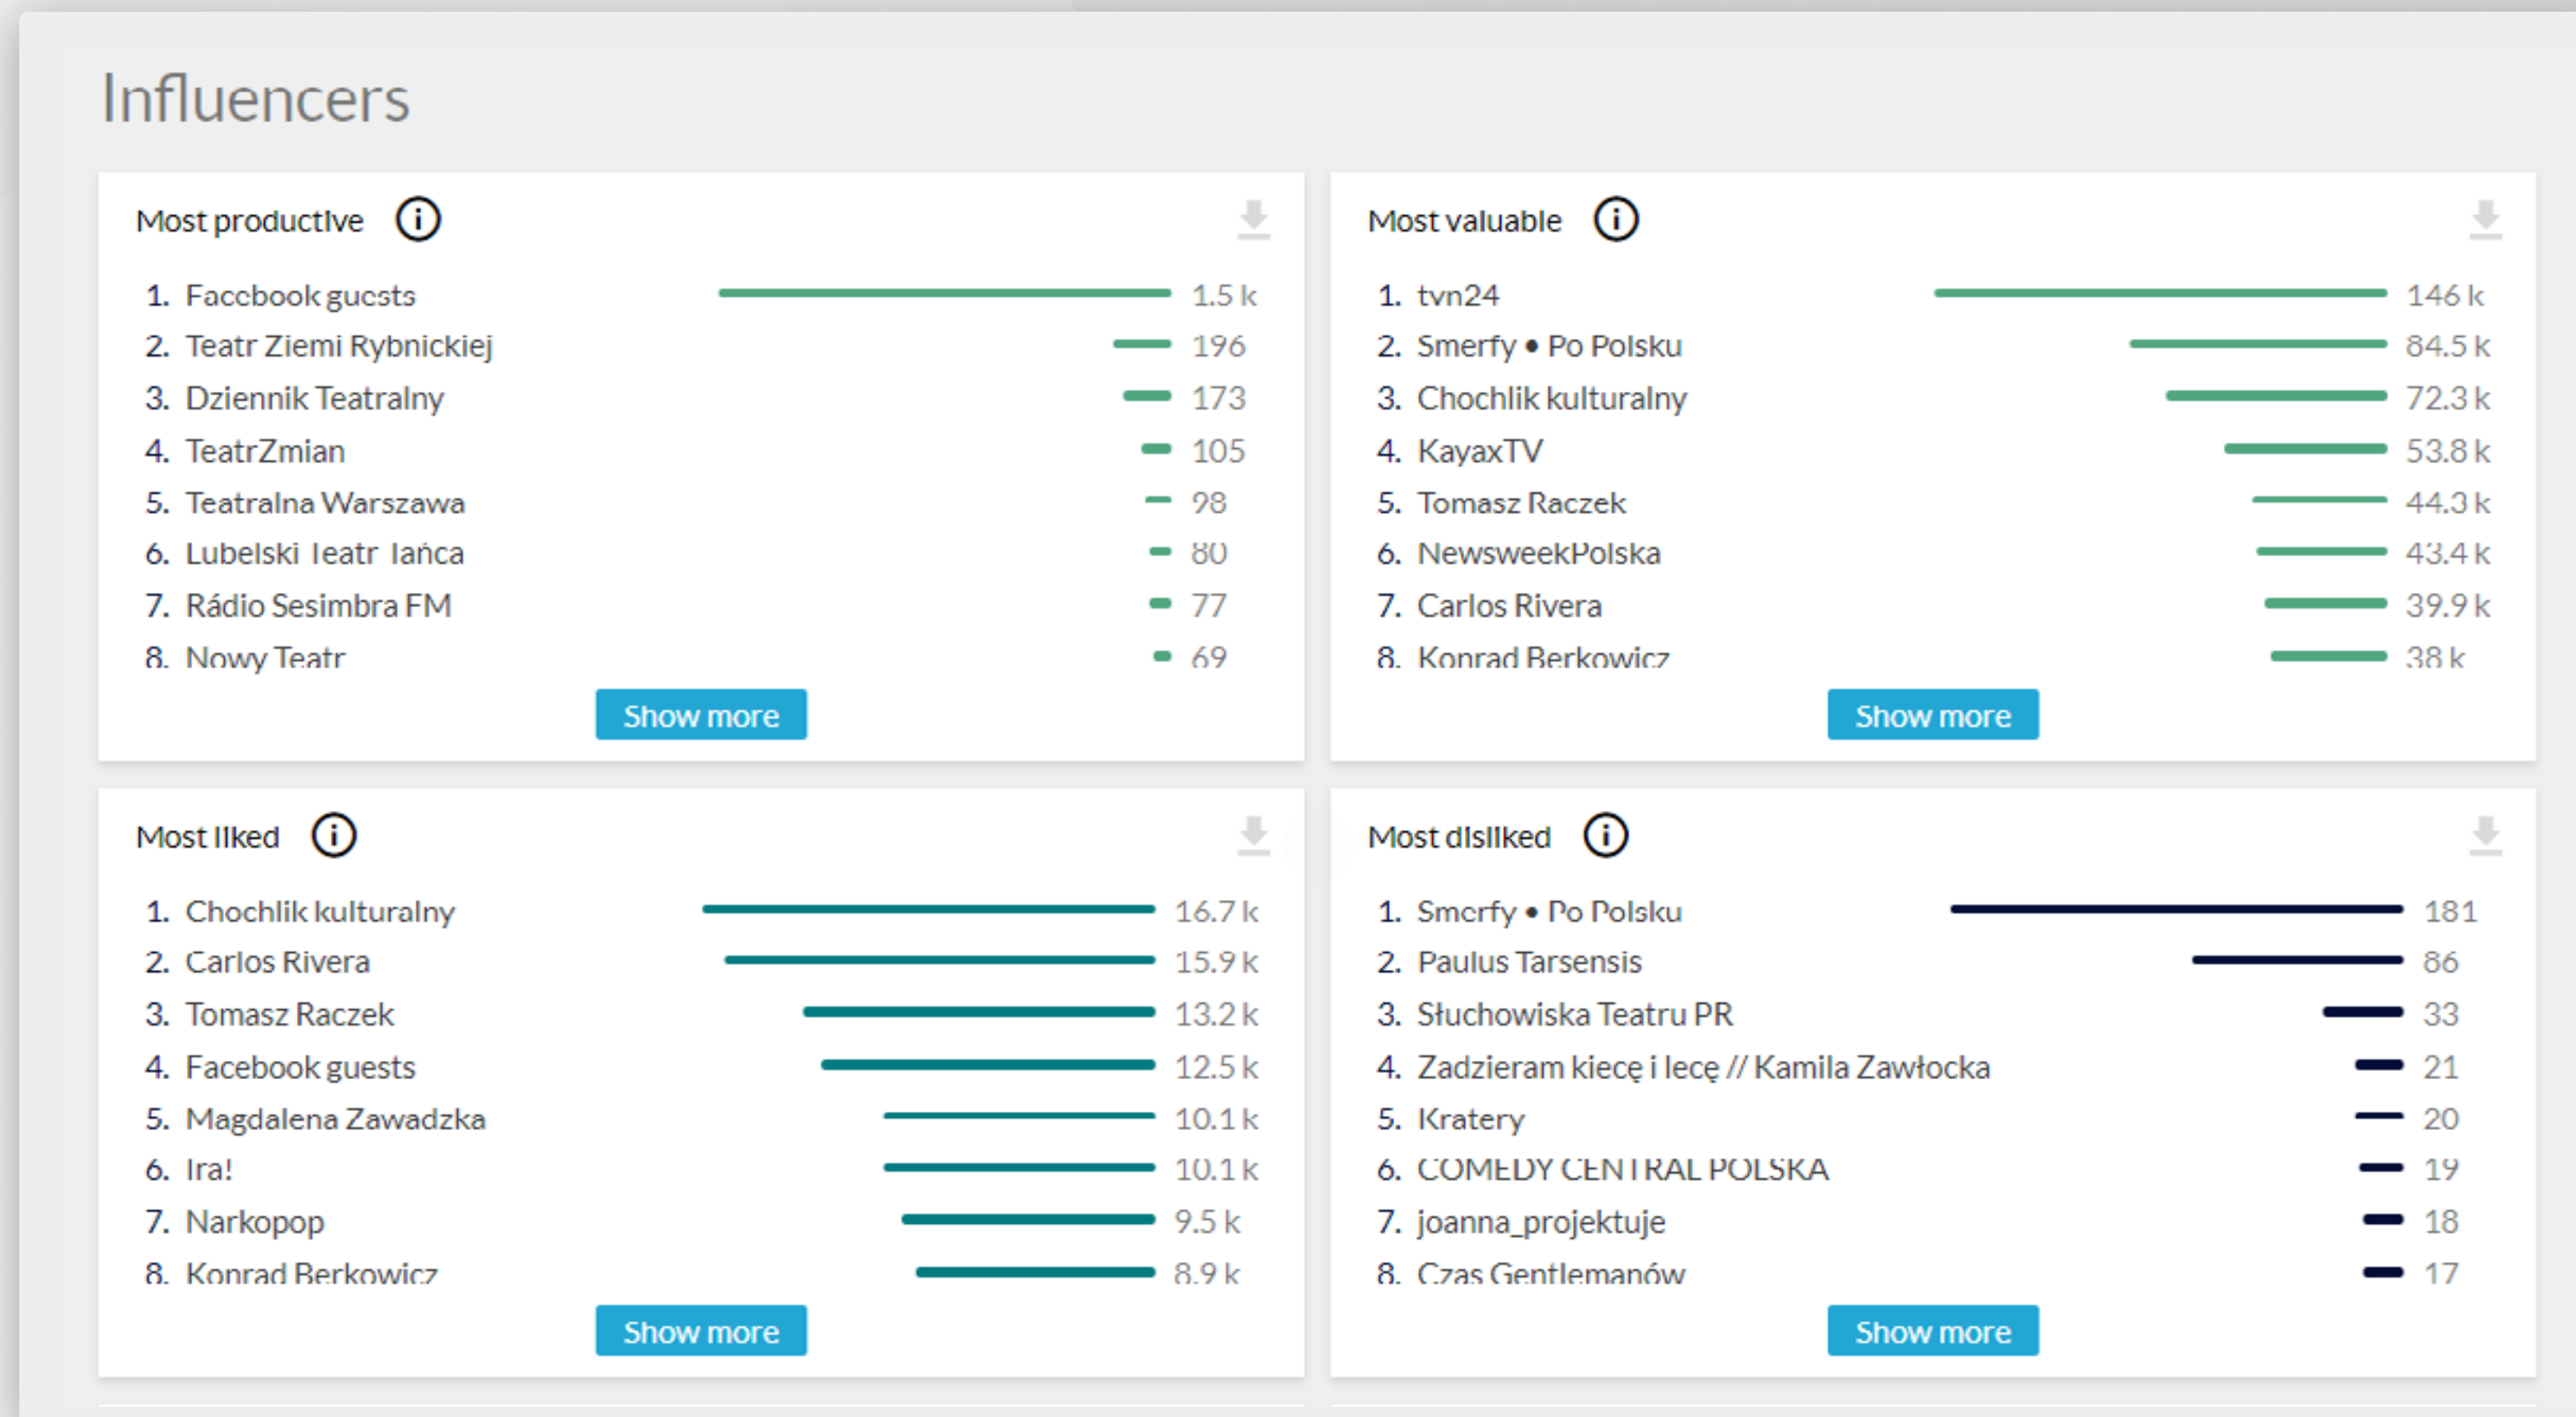 Influencers
Most productive
1. Facebook guests 1.5 k
2. Teatr Ziemi Rybnickiej 196
3. Dziennik Teatralny 173
4. TeatrZmian 105
5. Teatralna Warszawa 98
6. Lubelski Teatr Tańca 80
7. Rádio Sesimbra FM 77
8. Nowy Teatr 69
Show more
Most valuable
1. tvn24 146 k
2. Smerfy • Po Polsku 84.5 k
3. Chochlik kulturalny 72.3 k
4. KayaxTV 53.8 k
5. Tomasz Raczek 44.3 k
6. NewsweekPolska 43.4 k
7. Carlos Rivera 39.9 k
8. Konrad Berkowicz 38 k
Show more
Most liked
1. Chochlik kulturalny 16.7 k
2. Carlos Rivera 15.9 k
3. Tomasz Raczek 13.2 k
4. Facebook guests 12.5 k
5. Magdalena Zawadzka 10.1 k
6. Ira! 10.1 k
7. Narkopop 9.5 k
8. Konrad Berkowicz 8.9 k
Show more
Most disliked
1. Smerfy • Po Polsku 181
2. Paulus Tarsensis 86
3. Słuchowiska Teatru PR 33
4. Zadzieram kiecę i lecę // Kamila Zawłocka 21
5. Kratery 20
6. COMEDY CENTRAL POLSKA 19
7. joanna_projektuje 18
8. Czas Gentlemanów 17
Show more